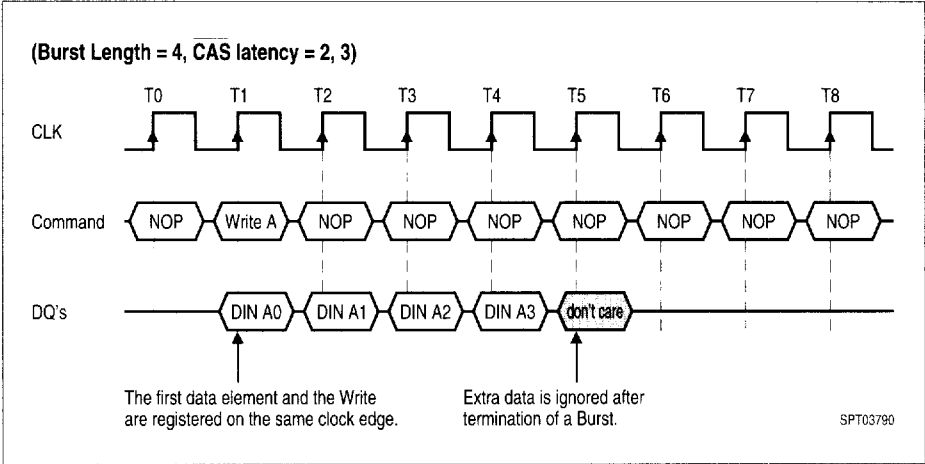 (Burst Length = 4, CAS latency = 2, 3)
T0 T1 T2 T3 T4 T5 T6 T7 T8
CLK
Command NOP Write A NOP NOP NOP NOP NOP NOP NOP
DQ's DIN A0 DIN A1 DIN A2 DIN A3 don't care
The first data element and the Write
are registered on the same clock edge.
Extra data is ignored after
termination of a Burst.
SPT03790